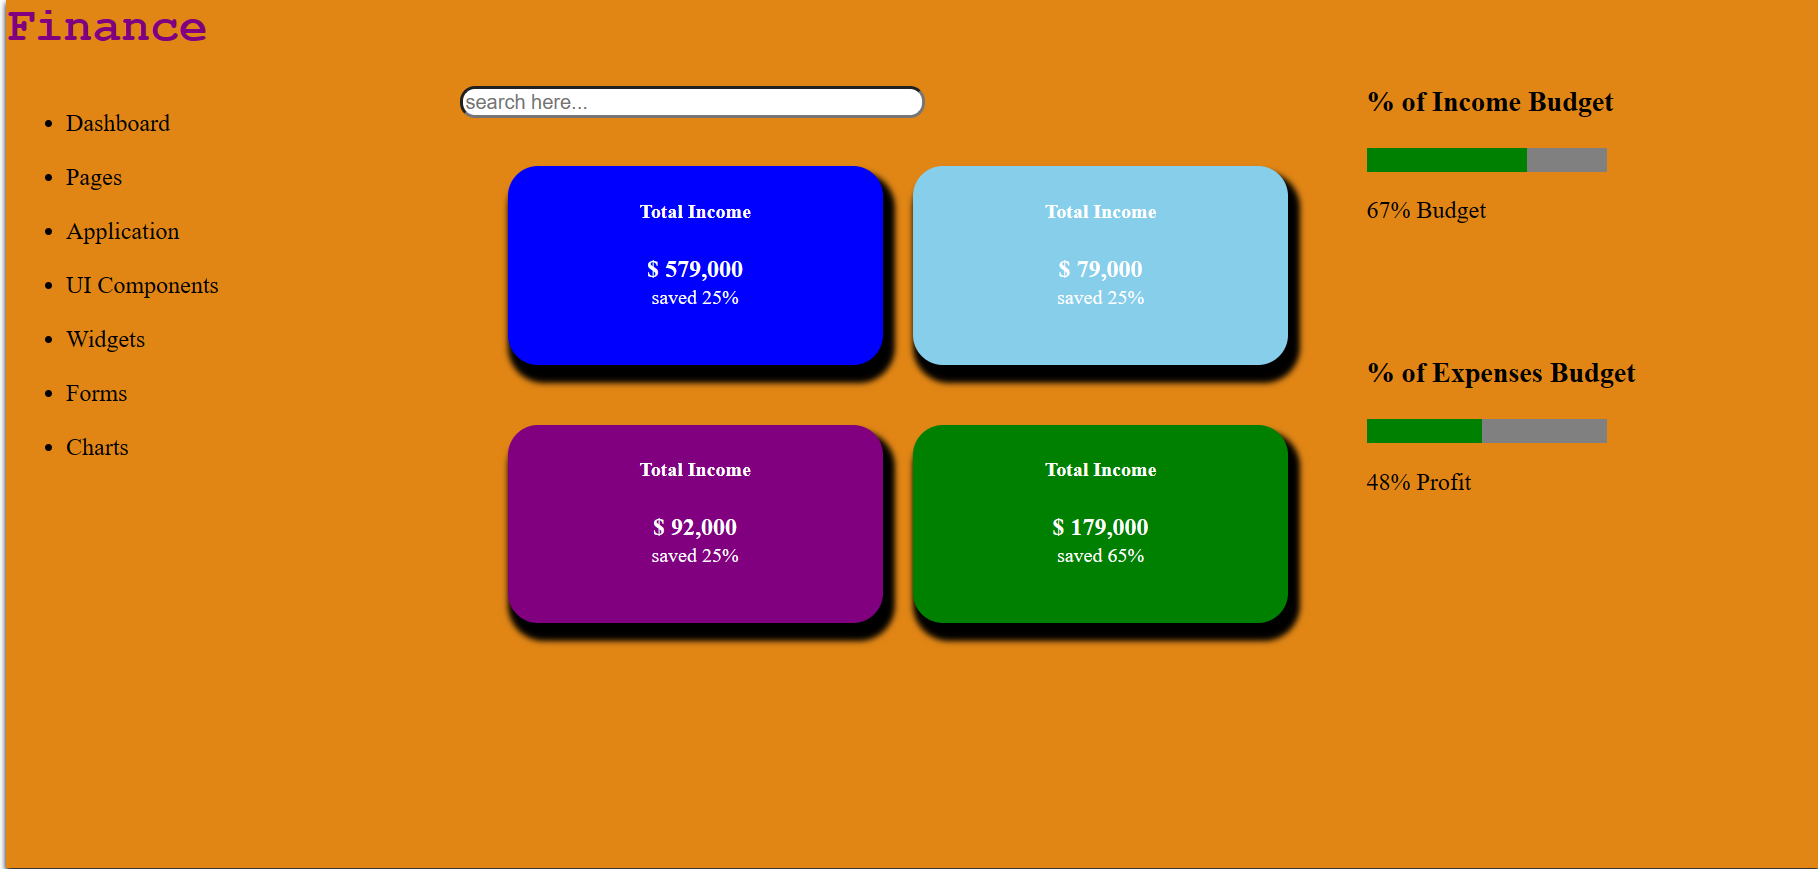 Finance
Dashboard
Pages
Application
UI Components
Widgets
Forms
Charts
search here...
Total Income
$ 579,000
saved 25%
Total Income
$ 79,000
saved 25%
Total Income
$ 92,000
saved 25%
Total Income
$ 179,000
saved 65%
% of Income Budget
67% Budget
% of Expenses Budget
48% Profit